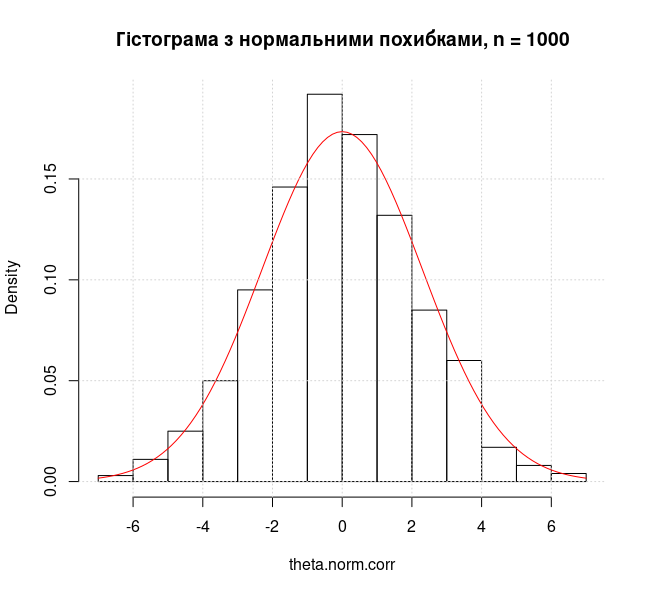 Гістограма з нормальними похибками, n = 1000
Density
0.15
0.10
0.05
0.00
-6 -4 -2 0 2 4 6
theta.norm.corr